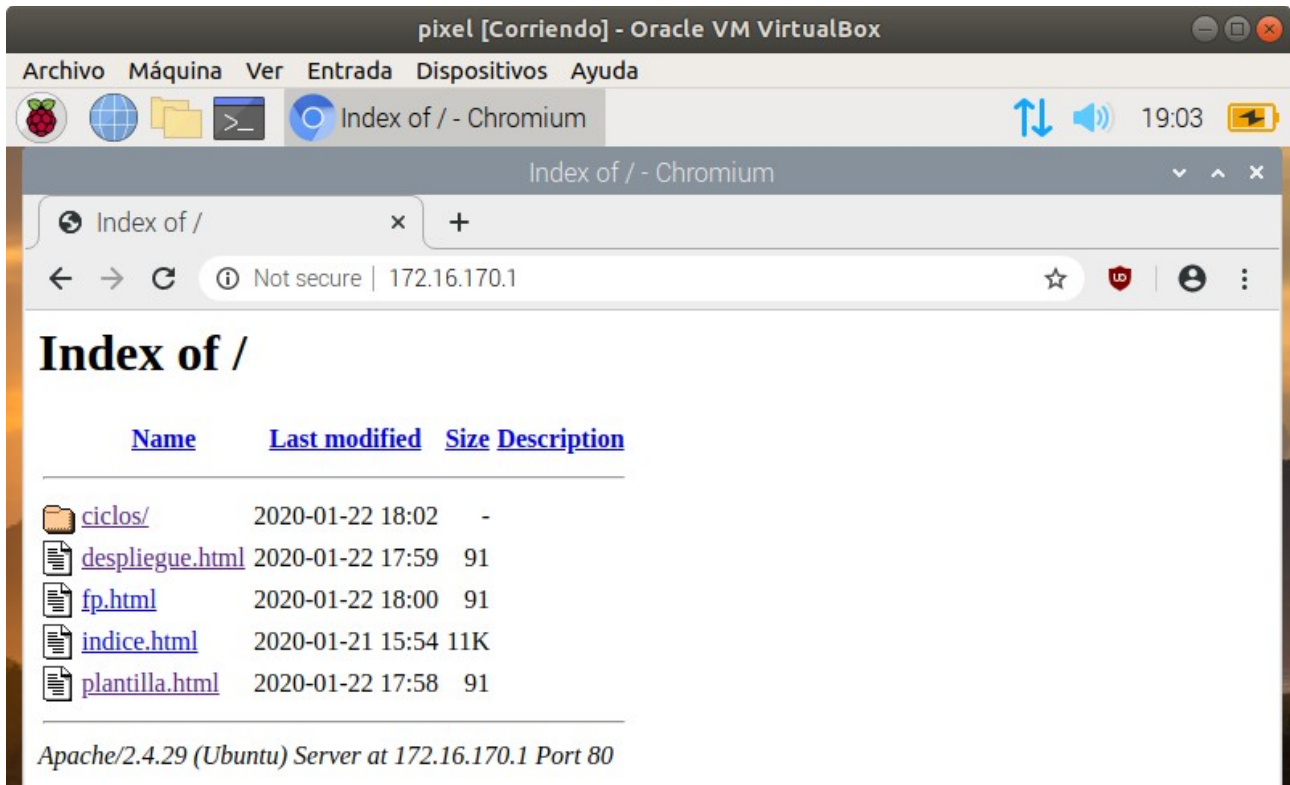 pixel [Corriendo] - Oracle VM VirtualBox
Archivo Máquina Ver Entrada Dispositivos Ayuda
>_ Index of / - Chromium 19:03
Index of / - Chromium
Index of /
Not secure | 172.16.170.1
Index of /
Name Last modified Size Description
ciclos/ 2020-01-22 18:02 -
despliegue.html 2020-01-22 17:59 91
fp.html 2020-01-22 18:00 91
indice.html 2020-01-21 15:54 11K
plantilla.html 2020-01-22 17:58 91
Apache/2.4.29 (Ubuntu) Server at 172.16.170.1 Port 80